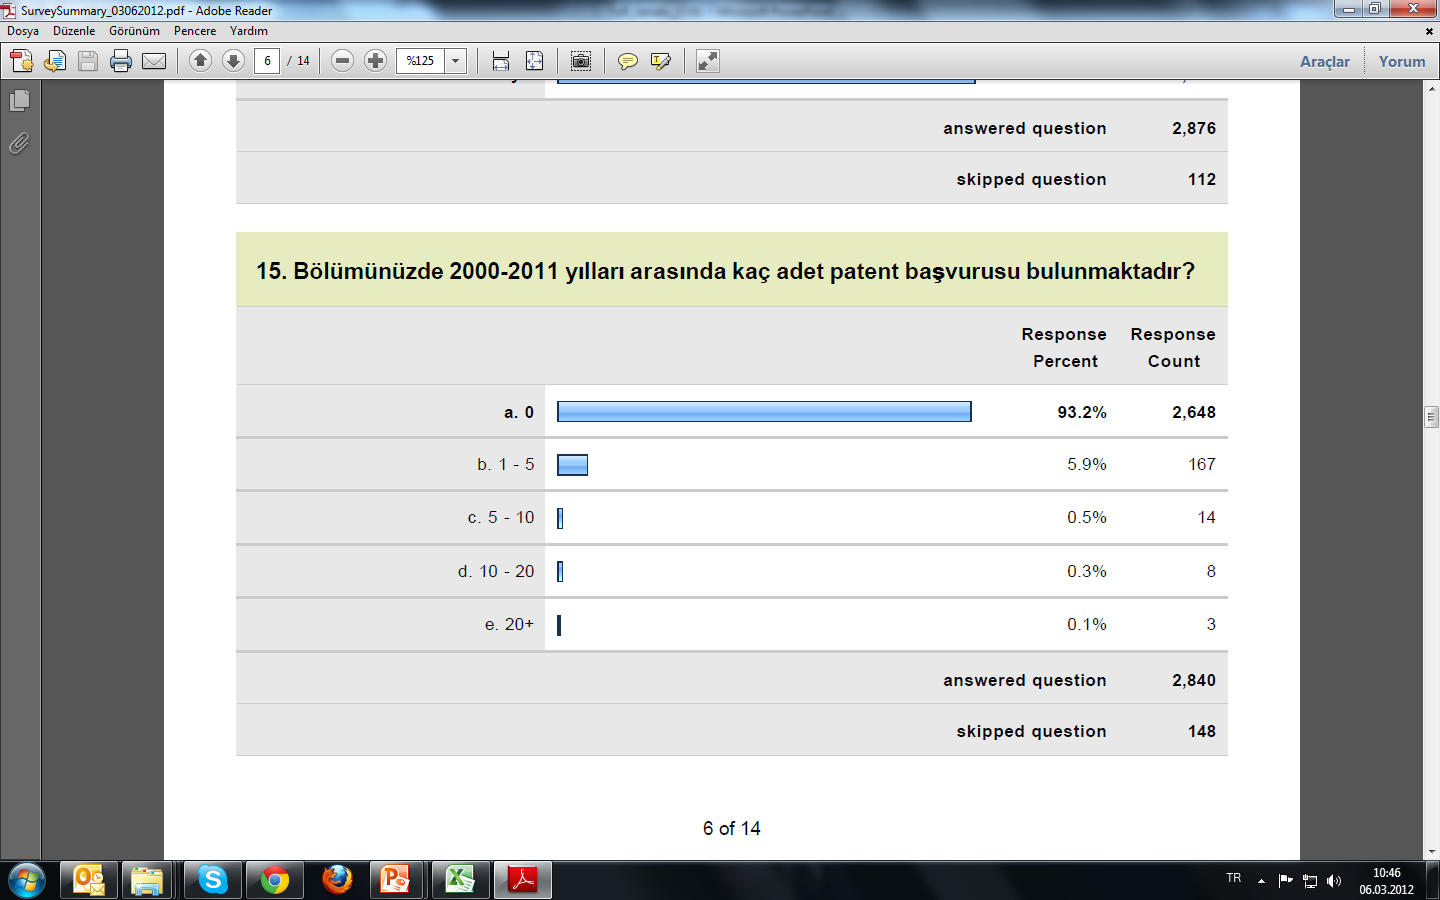 SurveySummary_03062012.pdf - Adobe Reader
Dosya Düzenle Görünüm Pencere Yardım
6 / 14 %125 Araçlar Yorum
answered question 2,876
skipped question 112
15. Bölümünüzde 2000-2011 yılları arasında kaç adet patent başvurusu bulunmaktadır?
Response Percent Response Count
a. 0 93.2% 2,648
b. 1 - 5 5.9% 167
c. 5 - 10 0.5% 14
d. 10 - 20 0.3% 8
e. 20+ 0.1% 3
answered question 2,840
skipped question 148
6 of 14
TR 10:46
06.03.2012